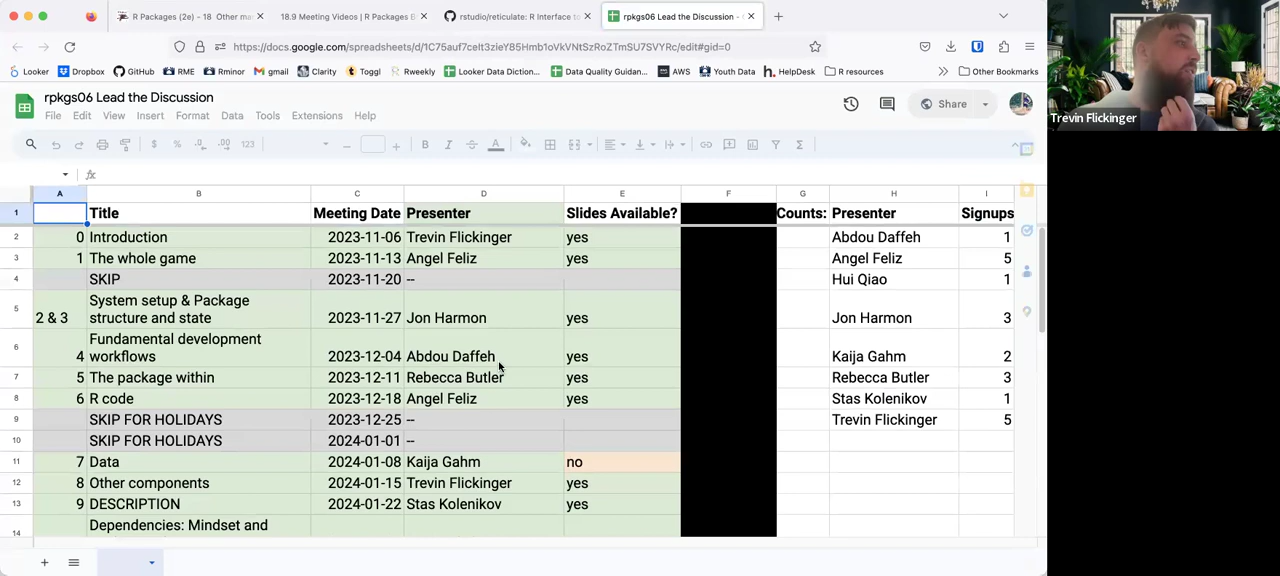 R Packages (2e) - 18 Other ma
18.9 Meeting Videos | R Packages B
rstudio/reticulate: R Interface to
rpkgs06 Lead the Discussion -
https://docs.google.com/spreadsheets/d/1C75auf7celt3zieY85Hmb1oVkVNtSzRoZTmSU7SVYRc/edit#gid=0
Looker Dropbox GitHub RME Rminor gmail Clarity Toggl Rweekly Looker Data Diction... Data Quality Guidan... AWS Youth Data HelpDesk R resources Other Bookmarks
rpkgs06 Lead the Discussion
File Edit View Insert Format Data Tools Extensions Help
Share
Trevin Flickinger
$ % .0 .00 123 B I S A
fx
A B C D E F G H I
1 Title Meeting Date Presenter Slides Available? Counts: Presenter Signups
2 0 Introduction 2023-11-06 Trevin Flickinger yes Abdou Daffeh 1
3 1 The whole game 2023-11-13 Angel Feliz yes Angel Feliz 5
4 SKIP 2023-11-20 -- Hui Qiao 1
System setup & Package
5 2 & 3 structure and state 2023-11-27 Jon Harmon yes Jon Harmon 3
Fundamental development
6 4 workflows 2023-12-04 Abdou Daffeh yes Kaija Gahm 2
7 5 The package within 2023-12-11 Rebecca Butler yes Rebecca Butler 3
8 6 R code 2023-12-18 Angel Feliz yes Stas Kolenikov 1
9 SKIP FOR HOLIDAYS 2023-12-25 -- Trevin Flickinger 5
10 SKIP FOR HOLIDAYS 2024-01-01 --
11 7 Data 2024-01-08 Kaija Gahm no
12 8 Other components 2024-01-15 Trevin Flickinger yes
13 9 DESCRIPTION 2024-01-22 Stas Kolenikov yes
14 Dependencies: Mindset and